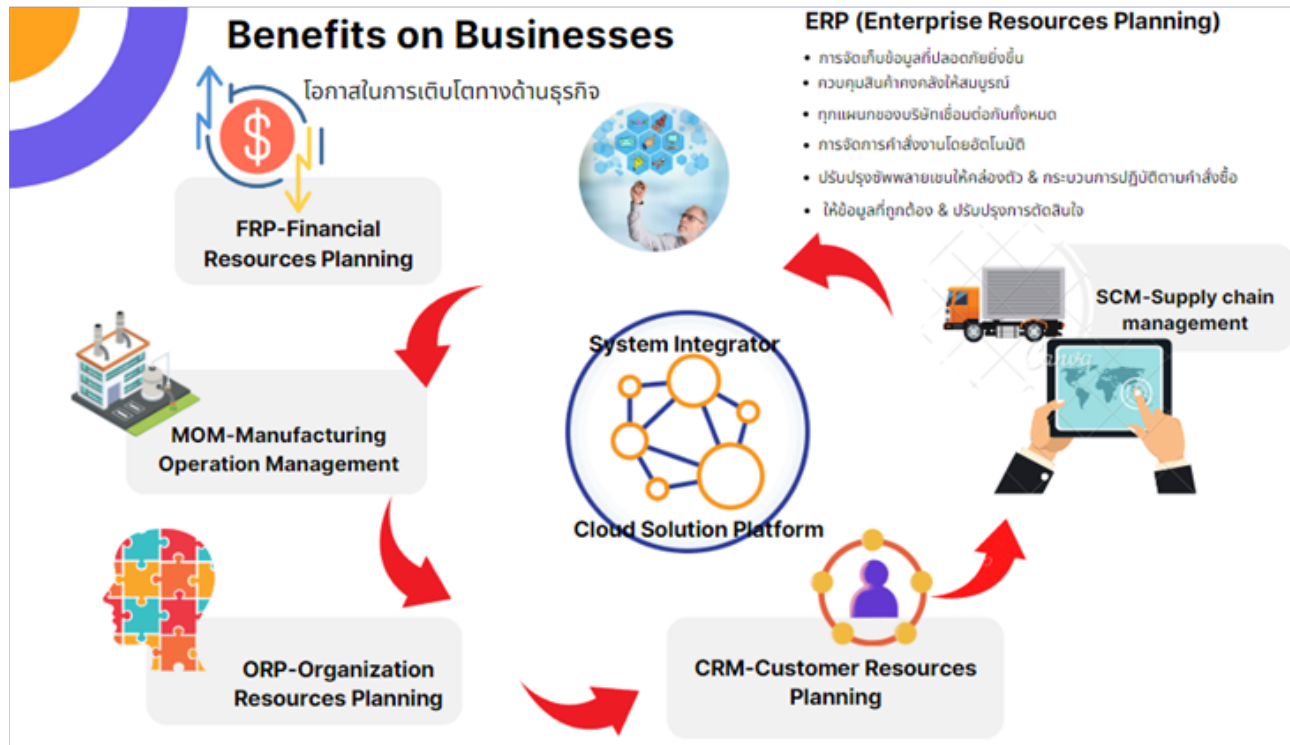 Benefits on Businesses
โอกาสในการเติบโตทางด้านธุรกิจ
ERP (Enterprise Resources Planning)
• การจัดเก็บข้อมูลที่ปลอดภัยยิ่งขึ้น
• ควบคุมสินค้าคงคลังให้สมบูรณ์
• ทุกแผนกของบริษัทเชื่อมต่อกันทั้งหมด
• การจัดการคำสั่งงานโดยอัตโนมัติ
• ปรับปรุงซัพพลายเชนให้คล่องตัว & กระบวนการปฏิบัติตามคำสั่งซื้อ
• ให้ข้อมูลที่ถูกต้อง & ปรับปรุงการตัดสินใจ
FRP-Financial
Resources Planning
MOM-Manufacturing
Operation Management
ORP-Organization
Resources Planning
CRM-Customer Resources
Planning
SCM-Supply chain
management
Canva
System Integrator
Cloud Solution Platform